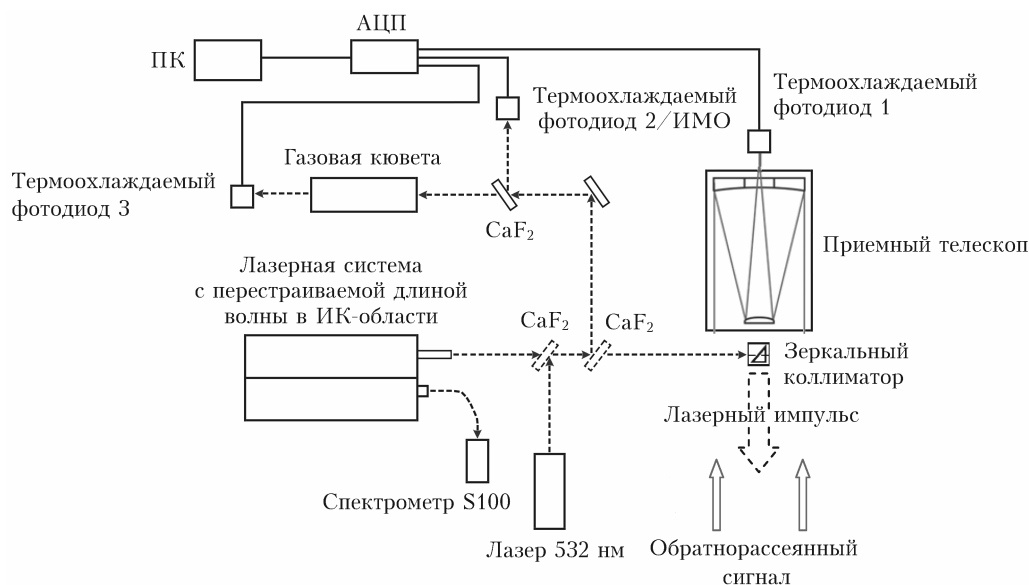 АЦП
ПК
Термоохлаждаемый
фотодиод 2/ИМО
Термоохлаждаемый
фотодиод 1
Газовая кювета
Термоохлаждаемый
фотодиод 3
CaF₂
Приемный телескоп
Лазерная система
с перестраиваемой длиной
волны в ИК-области
CaF₂
CaF₂
Зеркальный
коллиматор
Лазерный импульс
Спектрометр S100
Лазер 532 нм
Обратнорассеянный
сигнал